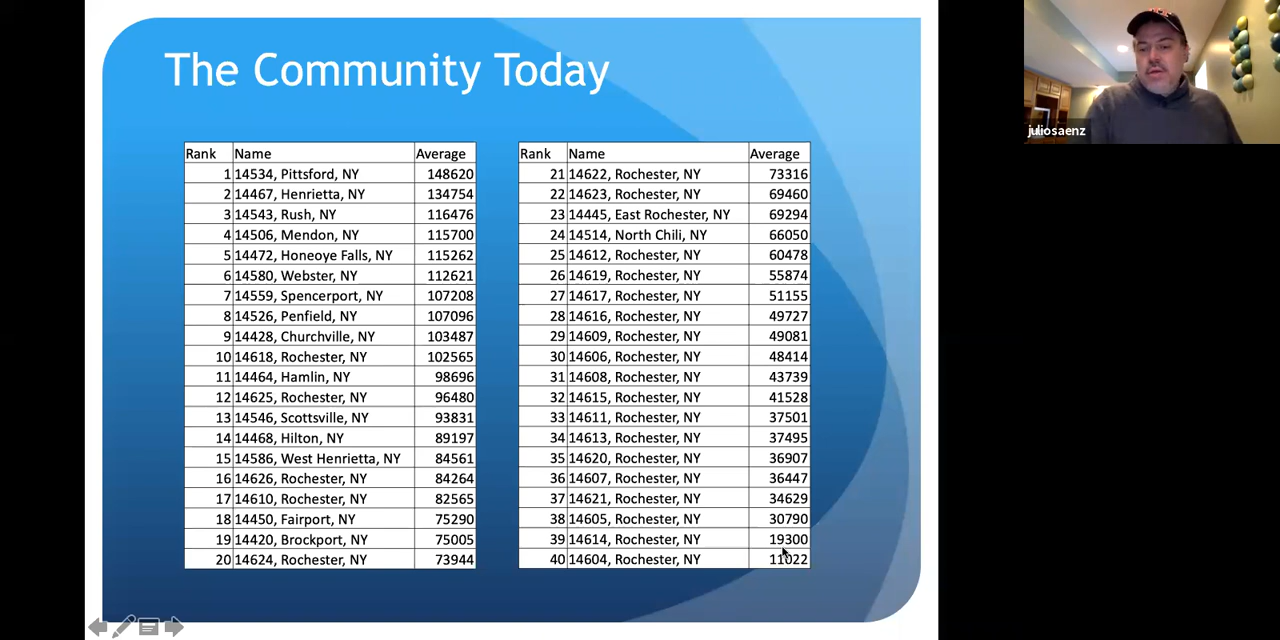 The Community Today
Rank Name Average
1 14534, Pittsford, NY 148620
2 14467, Henrietta, NY 134754
3 14543, Rush, NY 116476
4 14506, Mendon, NY 115700
5 14472, Honeoye Falls, NY 115262
6 14580, Webster, NY 112621
7 14559, Spencerport, NY 107208
8 14526, Penfield, NY 107096
9 14428, Churchville, NY 103487
10 14618, Rochester, NY 102565
11 14464, Hamlin, NY 98696
12 14625, Rochester, NY 96480
13 14546, Scottsville, NY 93831
14 14468, Hilton, NY 89197
15 14586, West Henrietta, NY 84561
16 14626, Rochester, NY 84264
17 14610, Rochester, NY 82565
18 14450, Fairport, NY 75290
19 14420, Brockport, NY 75005
20 14624, Rochester, NY 73944
Rank Name Average
21 14622, Rochester, NY 73316
22 14623, Rochester, NY 69460
23 14445, East Rochester, NY 69294
24 14514, North Chili, NY 66050
25 14612, Rochester, NY 60478
26 14619, Rochester, NY 55874
27 14617, Rochester, NY 51155
28 14616, Rochester, NY 49727
29 14609, Rochester, NY 49081
30 14606, Rochester, NY 48414
31 14608, Rochester, NY 43739
32 14615, Rochester, NY 41528
33 14611, Rochester, NY 37501
34 14613, Rochester, NY 37495
35 14620, Rochester, NY 36907
36 14607, Rochester, NY 36447
37 14621, Rochester, NY 34629
38 14605, Rochester, NY 30790
39 14614, Rochester, NY 19300
40 14604, Rochester, NY 11022
juliosaenz